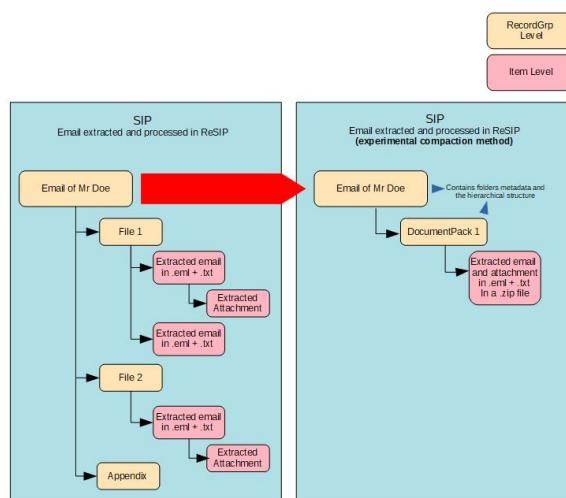 RecordGrp
Level
Item Level
SIP
Email extracted and processed in ReSIP
Email of Mr Doe
File 1
Extracted email
in .eml + .txt
Extracted
Attachment
Extracted email
in .eml + .txt
File 2
Extracted email
in .eml + .txt
Extracted
Attachment
Appendix
SIP
Email extracted and processed in ReSIP
(experimental compaction method)
Email of Mr Doe
Contains folders metadata and
the hierarchical structure
DocumentPack 1
Extracted email
and attachment
in .eml + .txt
In a .zip file